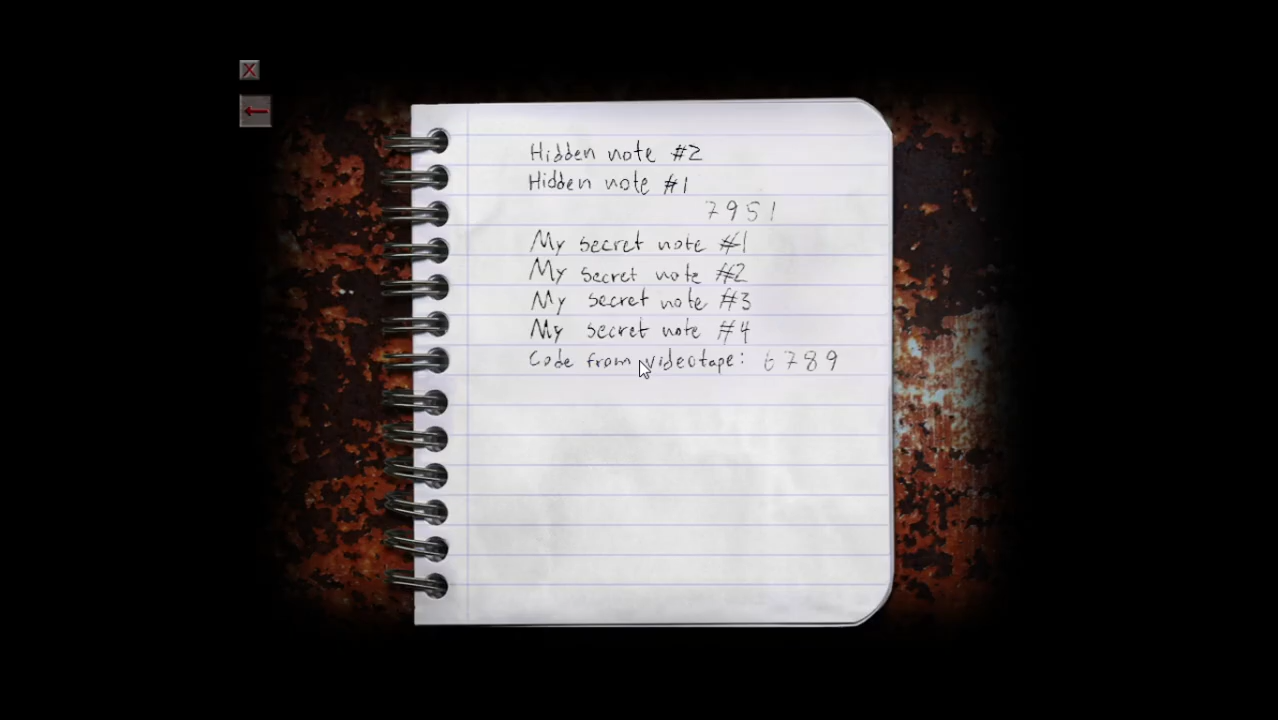 Hidden note #2
Hidden note #1
7951
My secret note #1
My secret note #2
My secret note #3
My secret note #4
Code from videotape: 6789